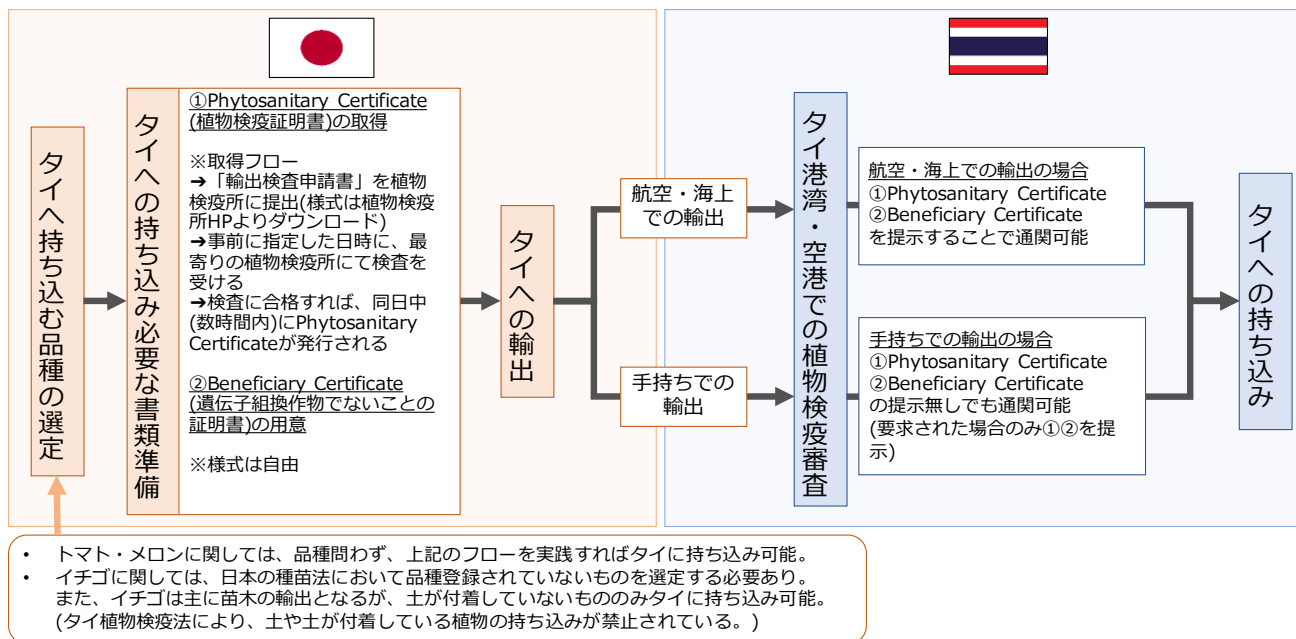 タイへ持ち込む品種の選定
タイへの持ち込み必要な書類準備
①Phytosanitary Certificate
(植物検疫証明書)の取得
※取得フロー
➔「輸出検査申請書」を植物
検疫所に提出(様式は植物検疫
所HPよりダウンロード)
➔事前に指定した日時に、最
寄りの植物検疫所にて検査を
受ける
➔検査に合格すれば、同日中
(数時間内)にPhytosanitary
Certificateが発行される
②Beneficiary Certificate
(遺伝子組換作物でないことの
証明書)の用意
※様式は自由
タイへの輸出
航空・海上
での輸出
手持ちでの
輸出
タイ港湾・空港での植物検疫審査
航空・海上での輸出の場合
①Phytosanitary Certificate
②Beneficiary Certificate
を提示することで通関可能
手持ちでの輸出の場合
①Phytosanitary Certificate
②Beneficiary Certificate
の提示無しでも通関可能
(要求された場合のみ①②を提
示)
タイへの持ち込み
• トマト・メロンに関しては、品種問わず、上記のフローを実践すればタイに持ち込み可能。
• イチゴに関しては、日本の種苗法において品種登録されていないものを選定する必要あり。
また、イチゴは主に苗木の輸出となるが、土が付着していないもののみタイに持ち込み可能。
(タイ植物検疫法により、土や土が付着している植物の持ち込みが禁止されている。)